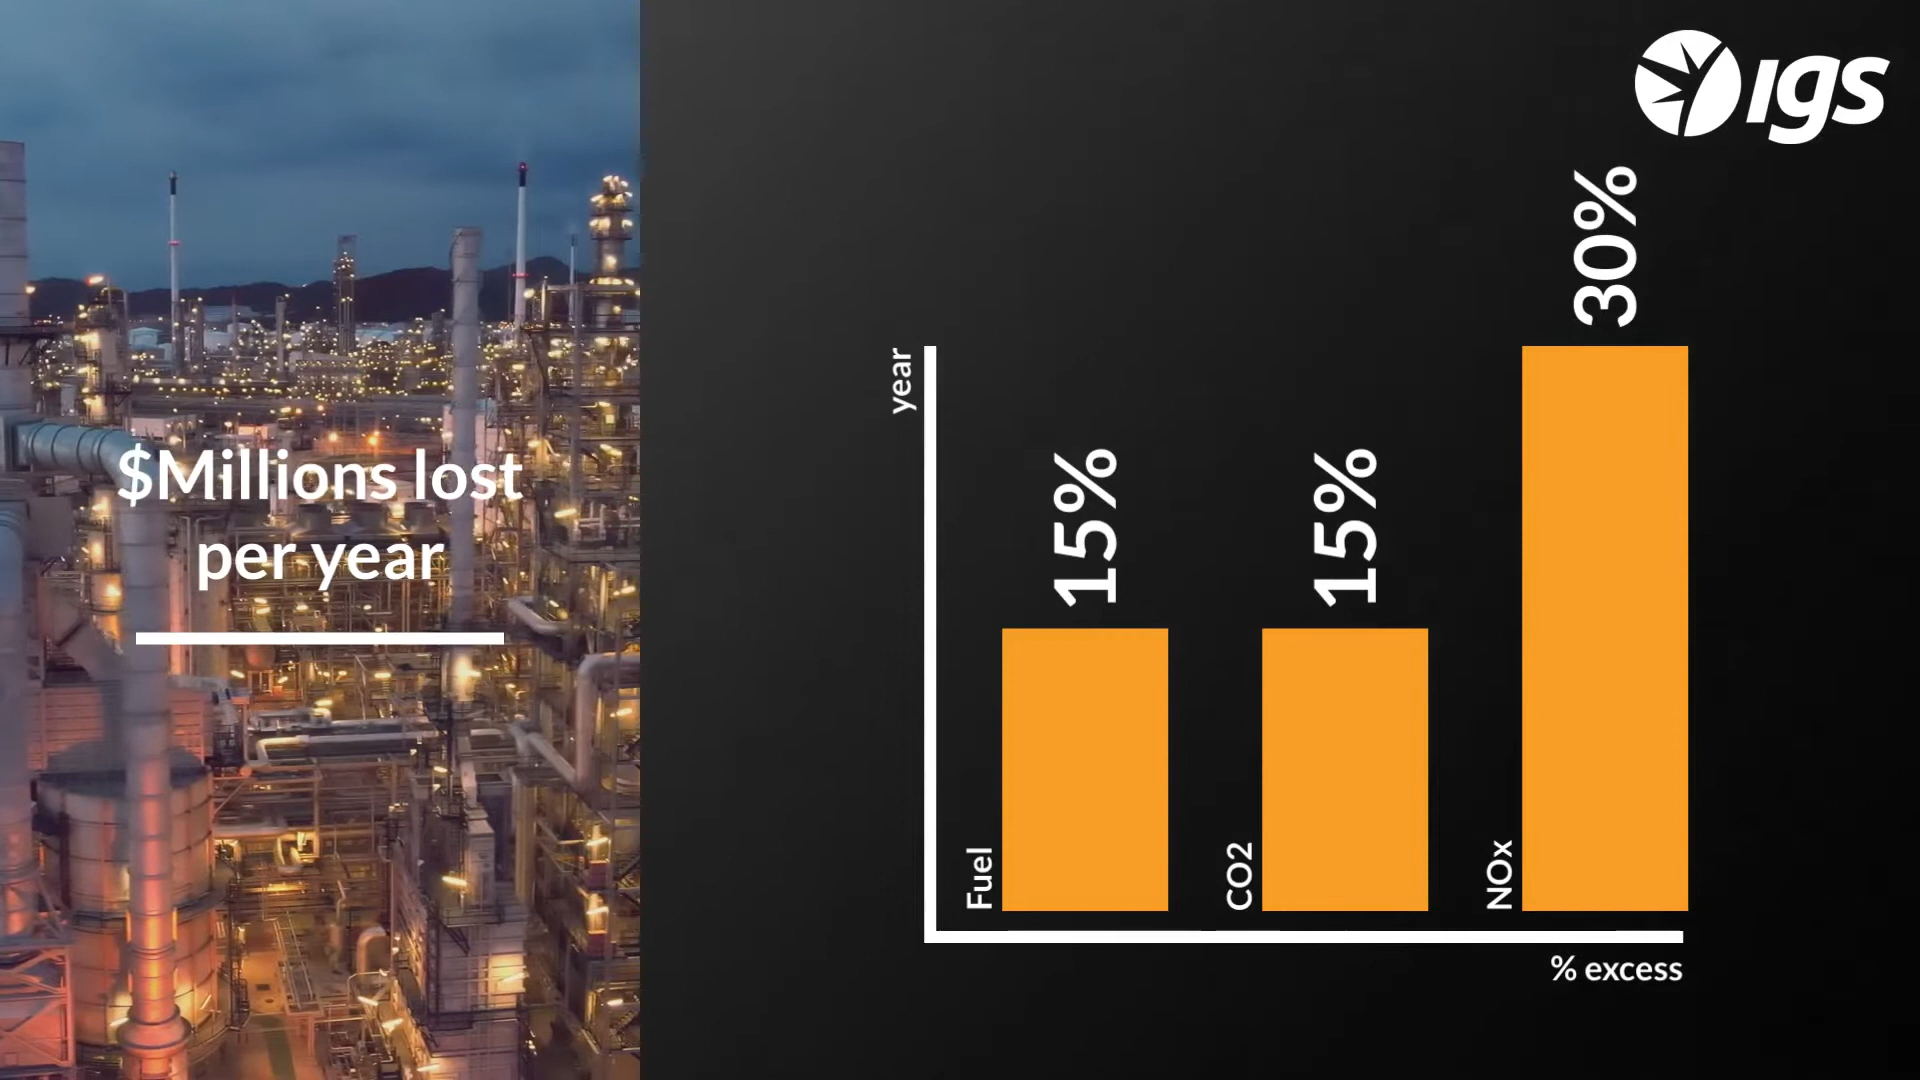 $Millions lost
per year
igs
year
15%
15%
30%
Fuel
CO2
NOx
% excess